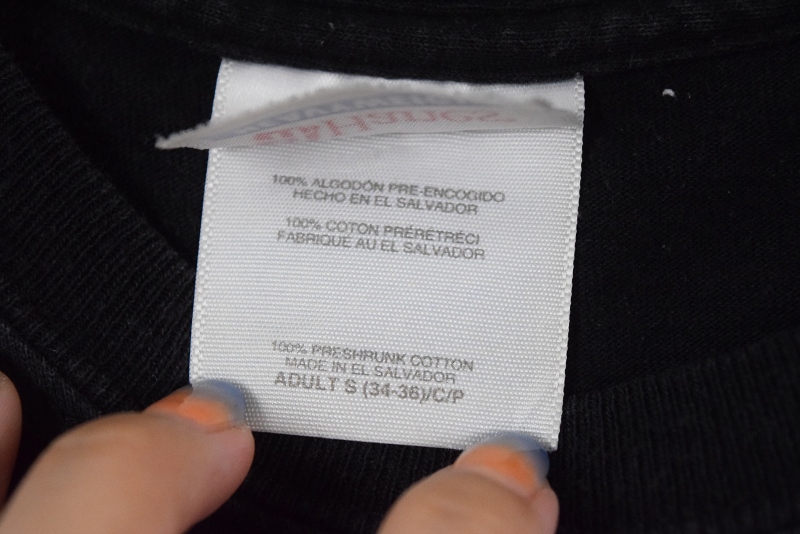 100% ALGODÓN PRE-ENCOGIDO
HECHO EN EL SALVADOR
100% COTON PRÉRÉTRÉCI
FABRIQUE AU EL SALVADOR
100% PRESHRUNK COTTON
MADE IN EL SALVADOR
ADULT S (34-36)/C/P